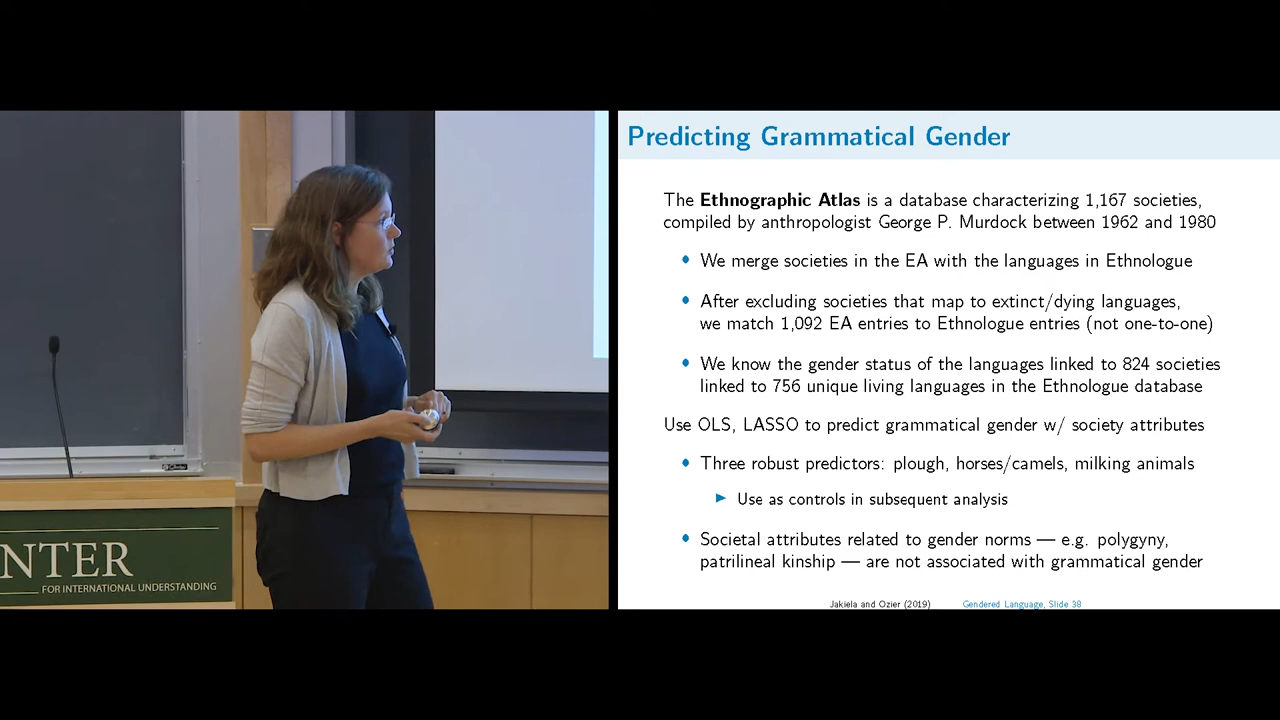 NTER
FOR INTERNATIONAL UNDERSTANDING
Predicting Grammatical Gender
The Ethnographic Atlas is a database characterizing 1,167 societies,
compiled by anthropologist George P. Murdock between 1962 and 1980
We merge societies in the EA with the languages in Ethnologue
After excluding societies that map to extinct/dying languages,
we match 1,092 EA entries to Ethnologue entries (not one-to-one)
We know the gender status of the languages linked to 824 societies
linked to 756 unique living languages in the Ethnologue database
Use OLS, LASSO to predict grammatical gender w/ society attributes
Three robust predictors: plough, horses/camels, milking animals
Use as controls in subsequent analysis
Societal attributes related to gender norms — e.g. polygyny,
patrilineal kinship — are not associated with grammatical gender
Jakiela and Ozier (2019) Gendered Language, Slide 38